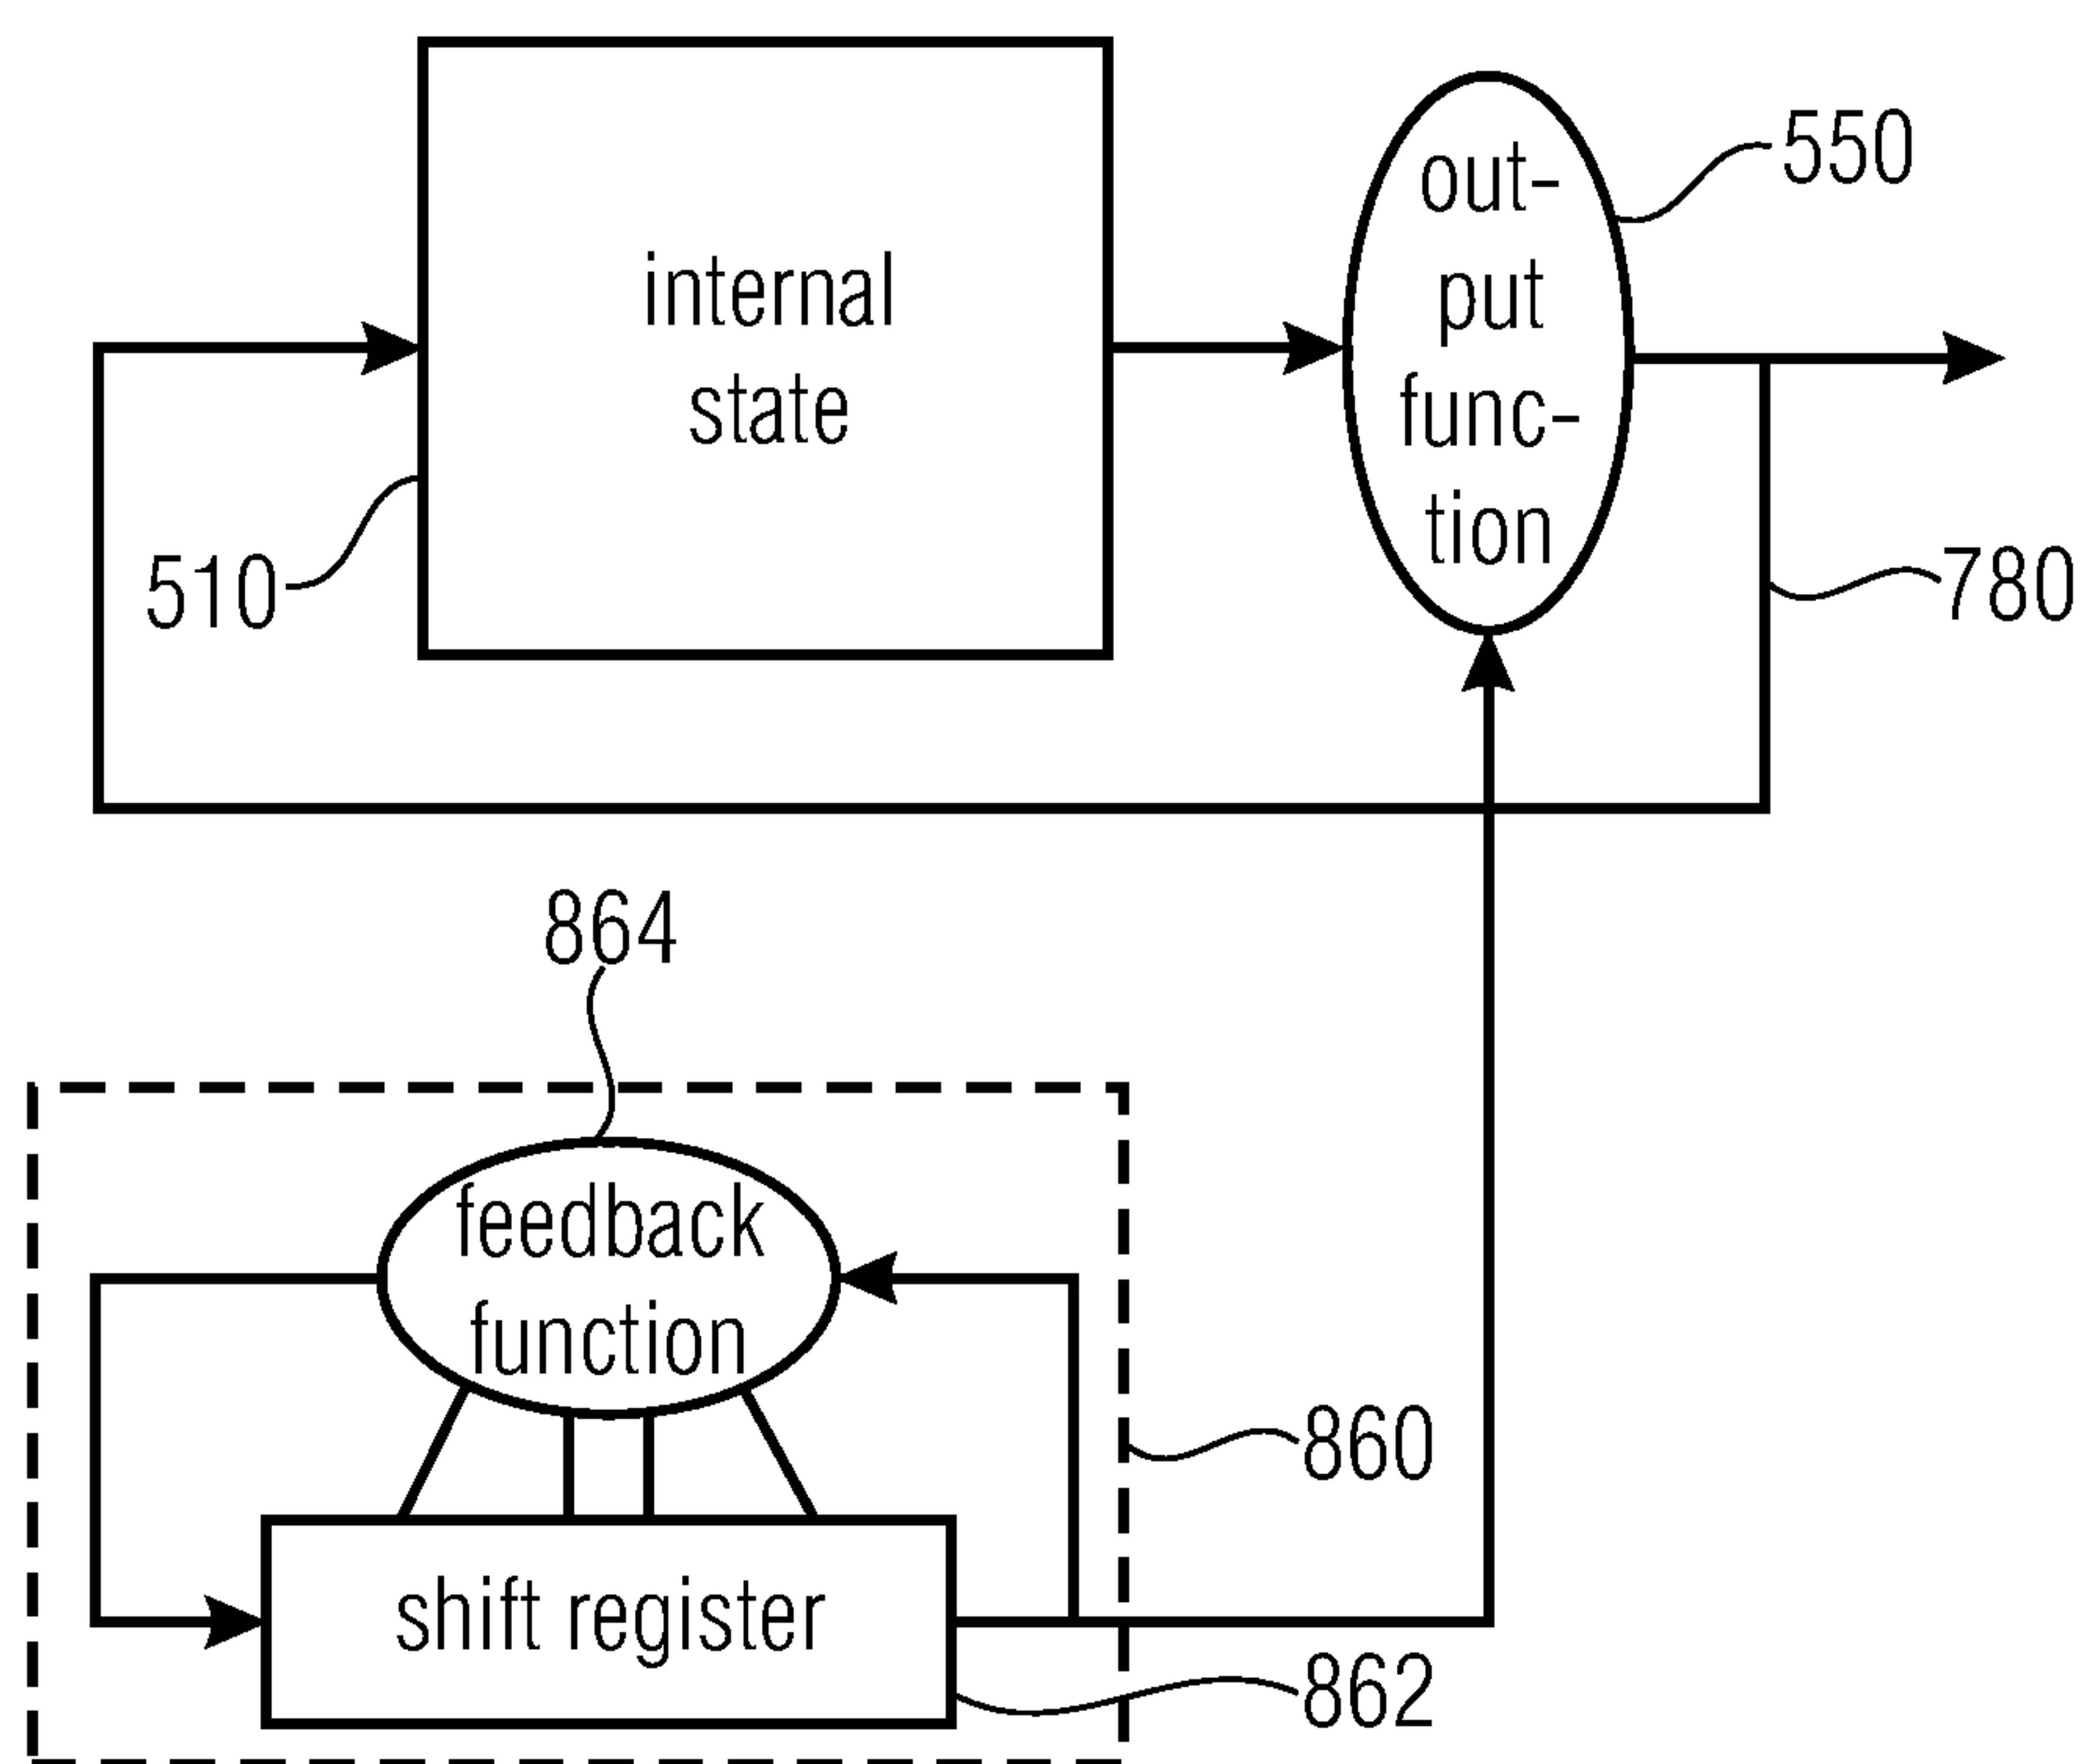 internal
state
510
out-
put
func-
tion
550
780
864
feedback
function
860
shift register
862